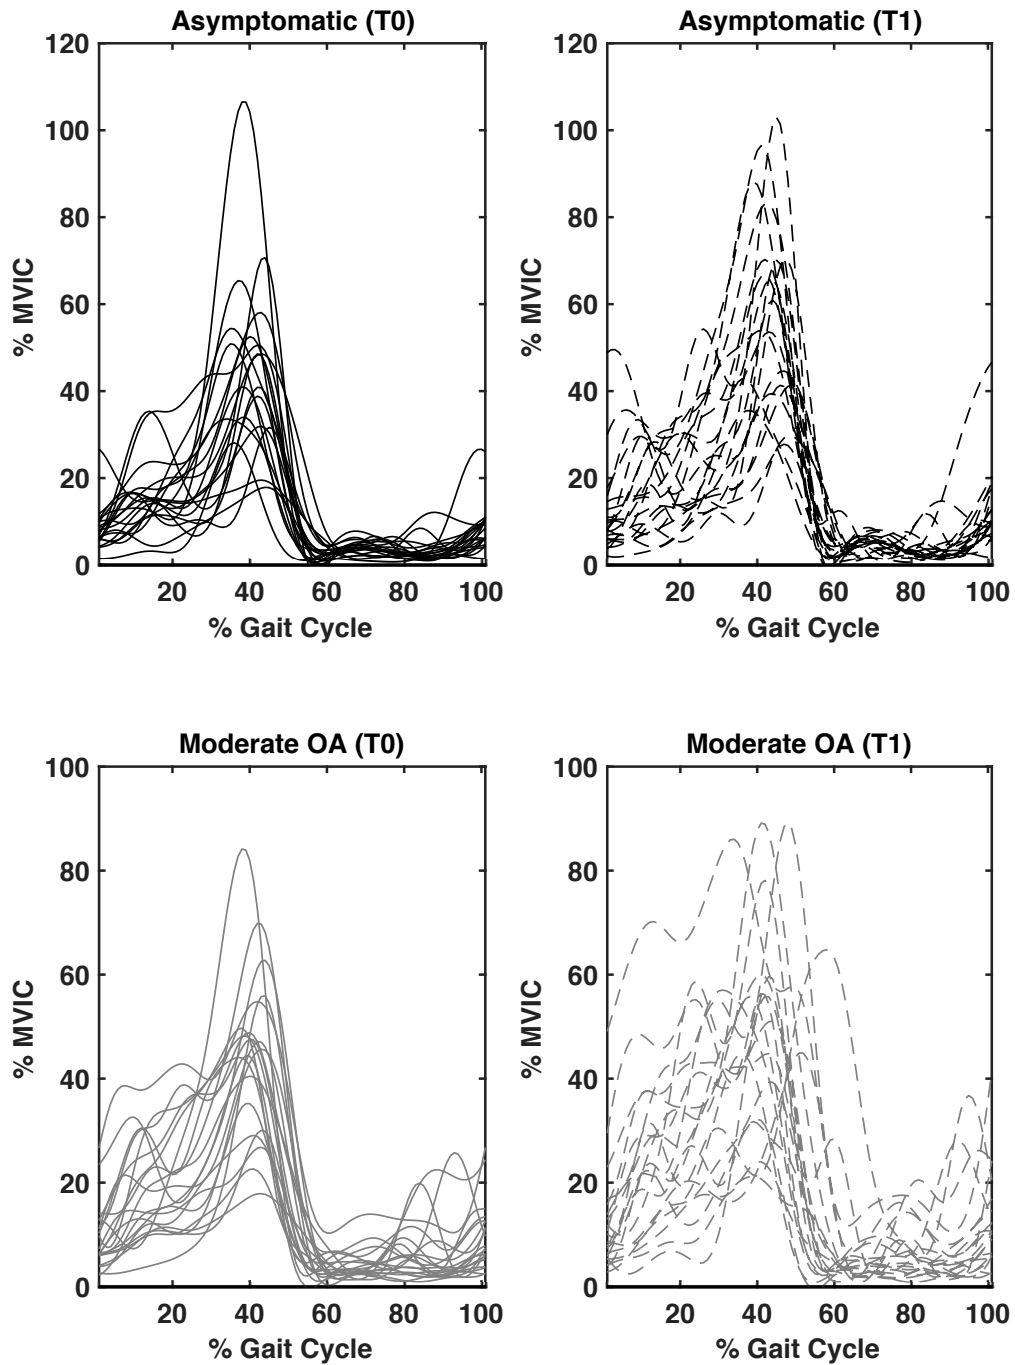 Asymptomatic (T0)
120
100
80
60
40
20
0
% MVIC
20 40 60 80 100
% Gait Cycle
Asymptomatic (T1)
120
100
80
60
40
20
0
% MVIC
20 40 60 80 100
% Gait Cycle
Moderate OA (T0)
100
80
60
40
20
0
% MVIC
20 40 60 80 100
% Gait Cycle
Moderate OA (T1)
100
80
60
40
20
0
% MVIC
20 40 60 80 100
% Gait Cycle